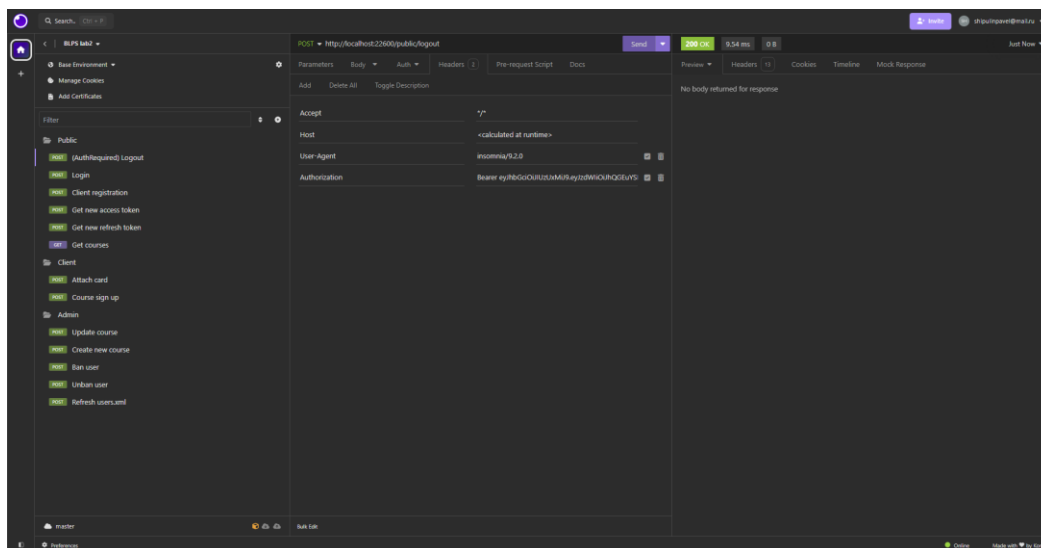 Search.. Ctrl + P
Invite
shipulinpavel@mail.ru
BLPS lab2
POST http://localhost:22600/public/logout
Send
200 OK
9.54 ms
0 B
Just Now
Base Environment
Manage Cookies
Add Certificates
Parameters
Body
Auth
Headers 2
Pre-request Script
Docs
Preview
Headers
Cookies
Timeline
Mock Response
Add
Delete All
Toggle Description
No body returned for response
Filter
Accept
*/*
Host
<calculated at runtime>
User-Agent
insomnia/9.2.0
Authorization
Public
POST (AuthRequired) Logout
POST Login
POST Client registration
POST Get new access token
POST Get new refresh token
GET Get courses
Client
POST Attach card
POST Course sign up
Admin
POST Update course
POST Create new course
POST Ban user
POST Unban user
POST Refresh users.xml
master
Bulk Edit
Preferences
Online
Made with ♥ by